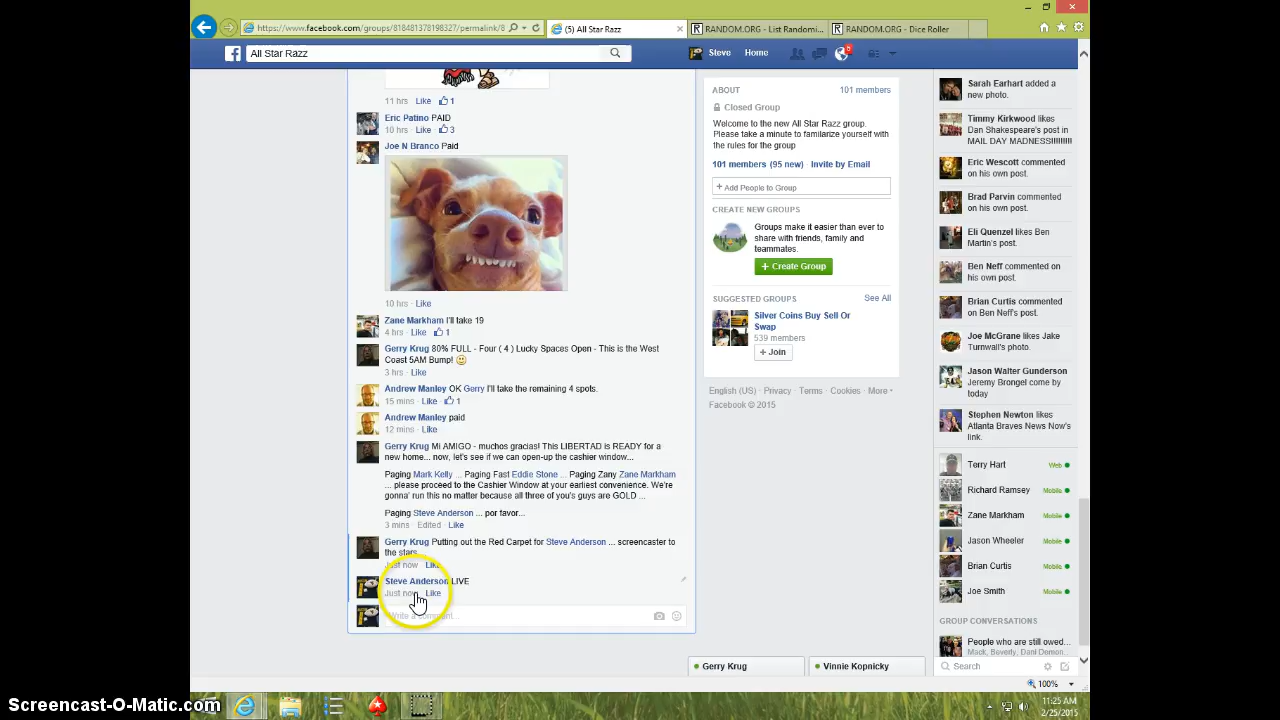 https://www.facebook.com/groups/818481378198327/permalink/8
(5) All Star Razz
RANDOM.ORG - List Randomi...
RANDOM.ORG - Dice Roller
All Star Razz
Steve
Home
11 hrs Like 1
Eric Patino PAID
10 hrs · Like 3
Joe N Branco Paid
10 hrs Like
Zane Markham I'll take 19
4 hrs · Like 1
Gerry Krug 80% FULL - Four ( 4 ) Lucky Spaces Open - This is the West
Coast 5AM Bump!
3 hrs · Like
Andrew Manley OK Gerry I'll take the remaining 4 spots.
15 mins · Like 1
Andrew Manley paid
12 mins · Like
Gerry Krug Mi AMIGO - muchos gracias! This LIBERTAD is READY for a
new home... now, let's see if we can open-up the cashier window...
Paging Mark Kelly ... Paging Fast Eddie Stone ... Paging Zany Zane Markham
... please proceed to the Cashier Window at your earliest convenience. We're
gonna' run this no matter because all three of you's guys are GOLD ...
Paging Steve Anderson ... por favor...
3 mins · Edited · Like
Gerry Krug Putting out the Red Carpet for Steve Anderson ... screencaster to
the stars
Just now Like
Steve Anderson LIVE
Just now Like
Write a comment...
ABOUT
101 members
Closed Group
Welcome to the new All Star Razz group.
Please take a minute to familarize yourself with
the rules for the group
101 members (95 new) · Invite by Email
+ Add People to Group
CREATE NEW GROUPS
Groups make it easier than ever to
share with friends, family and
teammates.
+ Create Group
SUGGESTED GROUPS
See All
Silver Coins Buy Sell Or
Swap
539 members
+ Join
English (US) · Privacy · Terms · Cookies · More
Facebook © 2015
Sarah Earhart added a
new photo.
Timmy Kirkwood likes
Dan Shakespeare's post in
MAIL DAY MADNESS!!!!!!!!!
Eric Wescott commented
on his own post.
Brad Parvin commented
on his own post.
Eli Quenzel likes Ben
Martin's post.
Ben Neff commented on
his own post.
Brian Curtis commented
on Ben Neff's post.
Joe McGrane likes Jake
Turnwall's photo.
Jason Walter Gunderson
Jeremy Brongel come by
today
Stephen Newton likes
Atlanta Braves News Now's
link.
Terry Hart Web
Richard Ramsey Mobile
Zane Markham Mobile
Jason Wheeler Mobile
Brian Curtis Mobile
Joe Smith Mobile
GROUP CONVERSATIONS
People who are still owed...
Mack, Beverly, Dani Demon...
Search
Gerry Krug
Vinnie Kopnicky
100%
11:25 AM
2/25/2015
Screencast-O-Matic.com